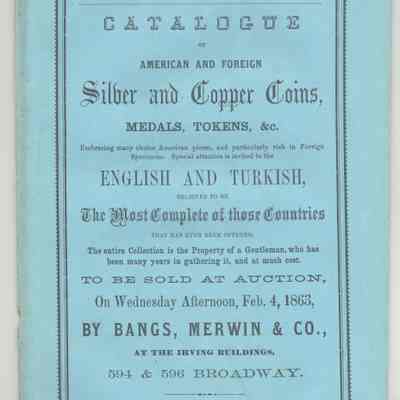 CATALOGUE
OF
AMERICAN AND FOREIGN
Silver and Copper Coins,
MEDALS, TOKENS, &c.
Embracing many choice American pieces, and particularly rich in Foreign
Specimens. Special attention is invited to the
ENGLISH AND TURKISH,
BELIEVED TO BE
The Most Complete of those Countries
THAT HAS EVER BEEN OFFERED.
The entire Collection is the Property of a Gentleman, who has
been many years in gathering it, and at much cost.
TO BE SOLD AT AUCTION,
On Wednesday Afternoon, Feb. 4, 1863,
BY BANGS, MERWIN & CO.,
AT THE IRVING BUILDINGS,
594 & 596 BROADWAY.